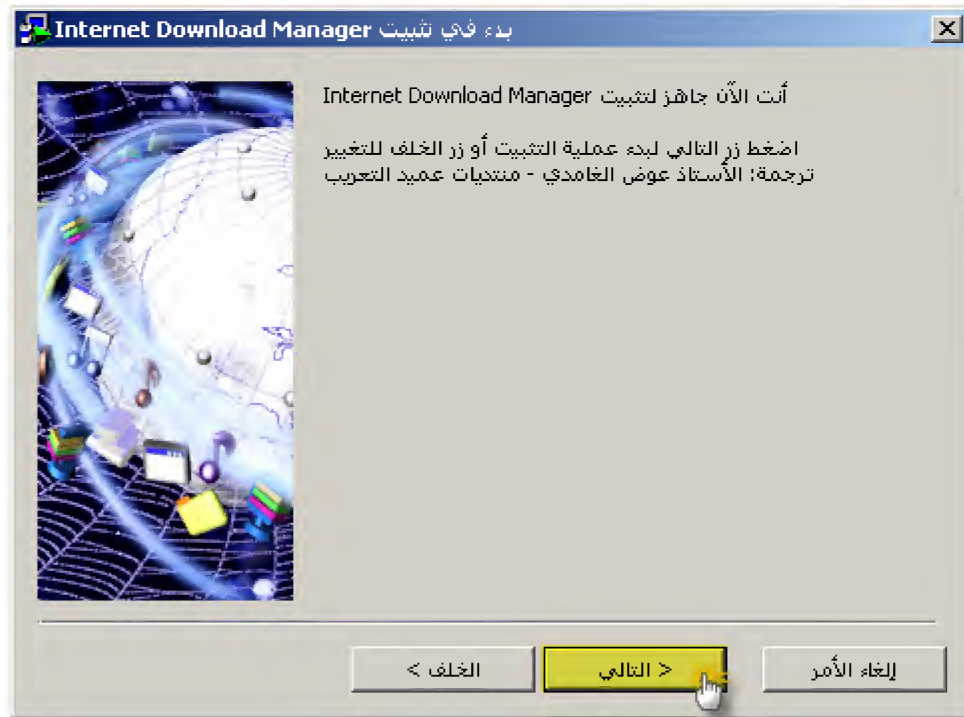 بدء في تثبيت Internet Download Manager
أنت الآن جاهز لتثبيت Internet Download Manager
اضغط زر التالي لبدء عملية التثبيت أو زر الخلف للتغيير
ترجمة: الأستاذ عوض الغامدي - منتديات عميد التعريب
الخلف >
< التالي
إلغاء الأمر